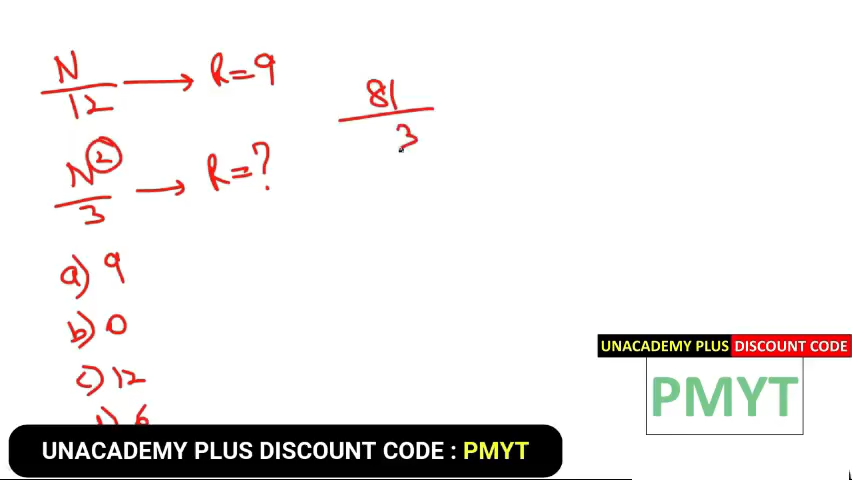 N
12 → R=9
N²
3 → R=?
81
3
a) 9
b) 0
c) 12
d) 6
UNACADEMY PLUS DISCOUNT CODE
PMYT
UNACADEMY PLUS DISCOUNT CODE : PMYT